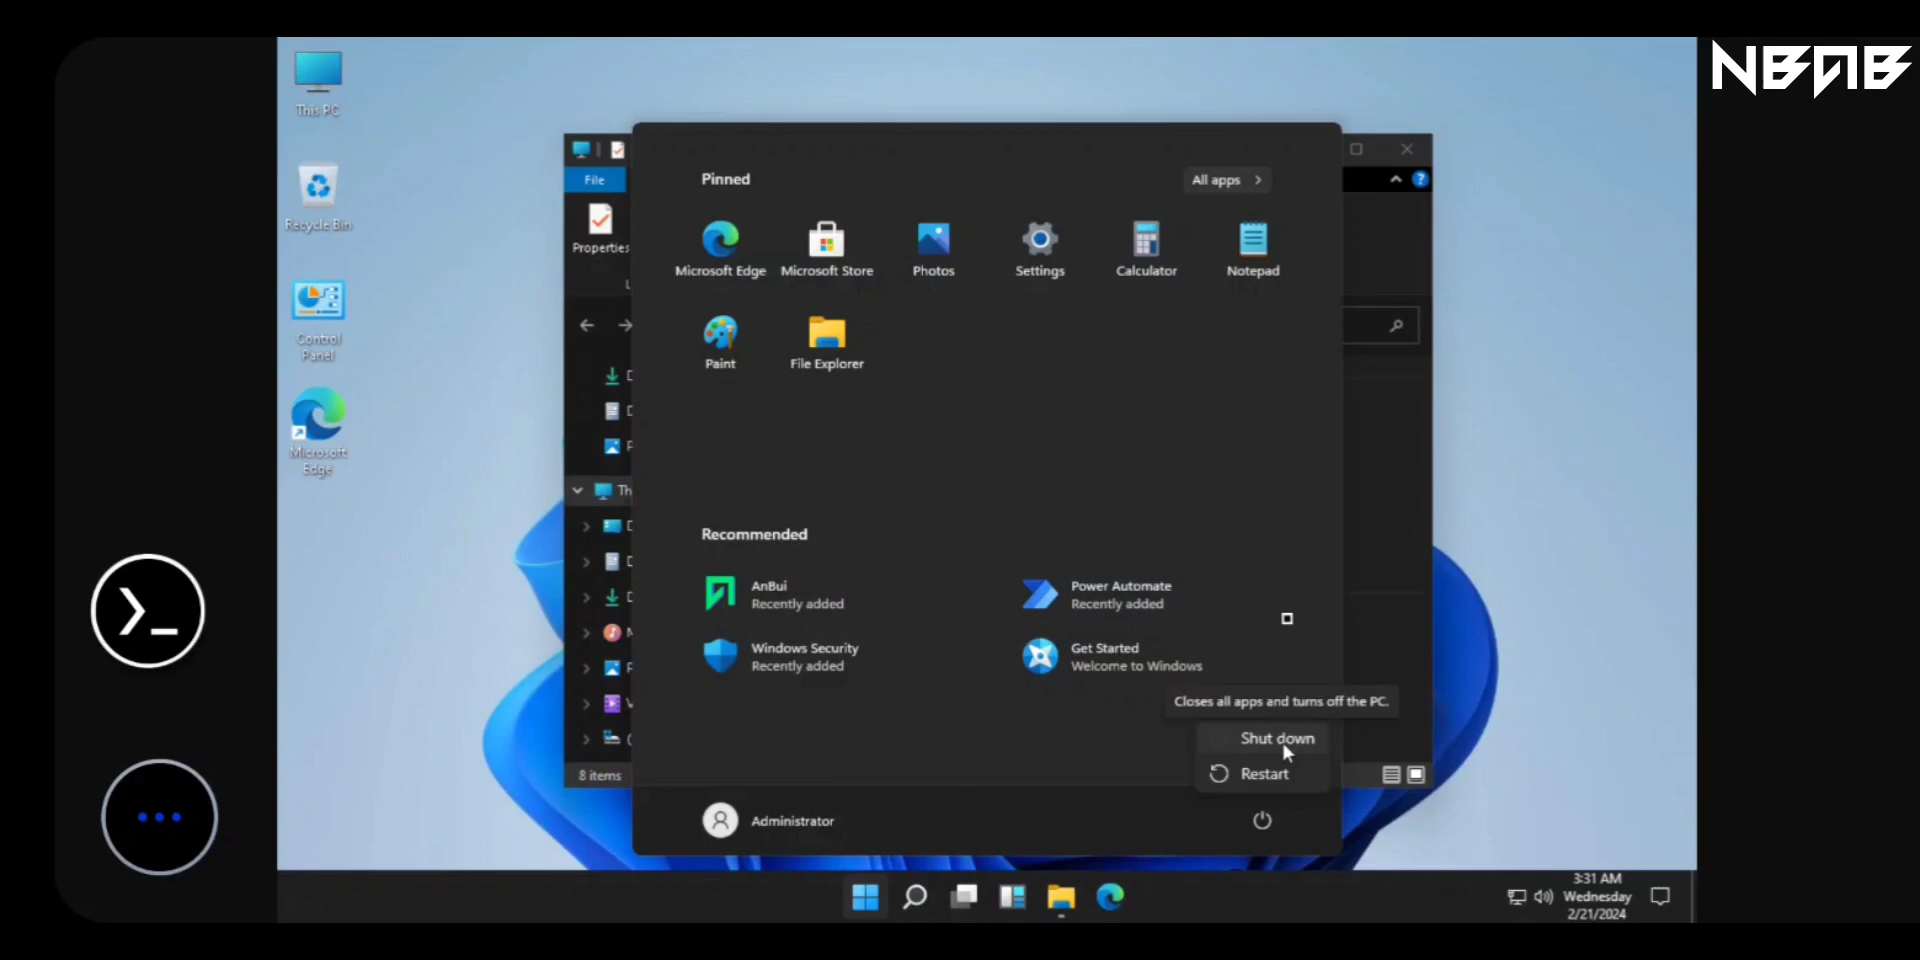 NBAB
This PC
Recycle Bin
Control
Panel
Microsoft
Edge
File
Properties
Pinned
All apps
Microsoft Edge
Microsoft Store
Photos
Settings
Calculator
Notepad
Paint
File Explorer
Th
Recommended
AnBui
Recently added
Power Automate
Recently added
Windows Security
Recently added
Get Started
Welcome to Windows
Closes all apps and turns off the PC.
Shut down
Restart
8 items
Administrator
3:31 AM
Wednesday
2/21/2024